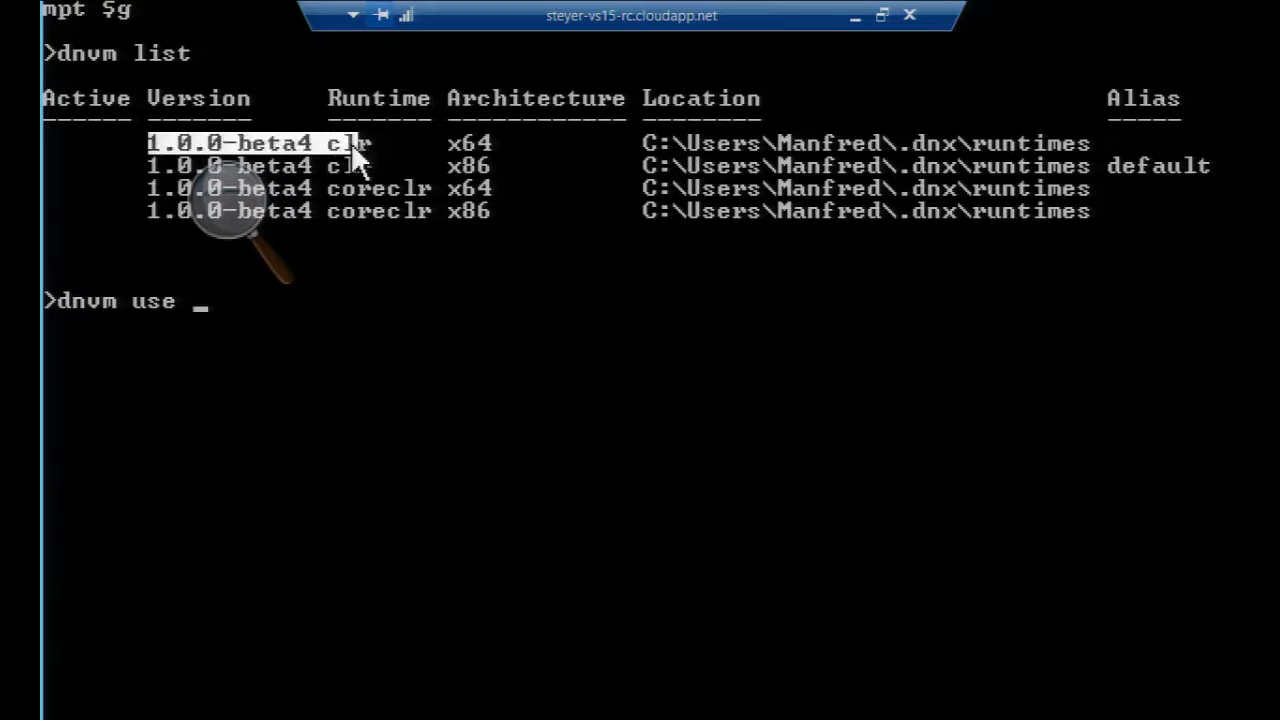 mpt $g
steyer-vs15-rc.cloudapp.net
>dnvm list
Active Version Runtime Architecture Location Alias
------ ------- ------- ------------ -------- -----
1.0.0-beta4 clr x64 C:\Users\Manfred\.dnx\runtimes
1.0.0-beta4 clr x86 C:\Users\Manfred\.dnx\runtimes default
1.0.0-beta4 coreclr x64 C:\Users\Manfred\.dnx\runtimes
1.0.0-beta4 coreclr x86 C:\Users\Manfred\.dnx\runtimes
>dnvm use _